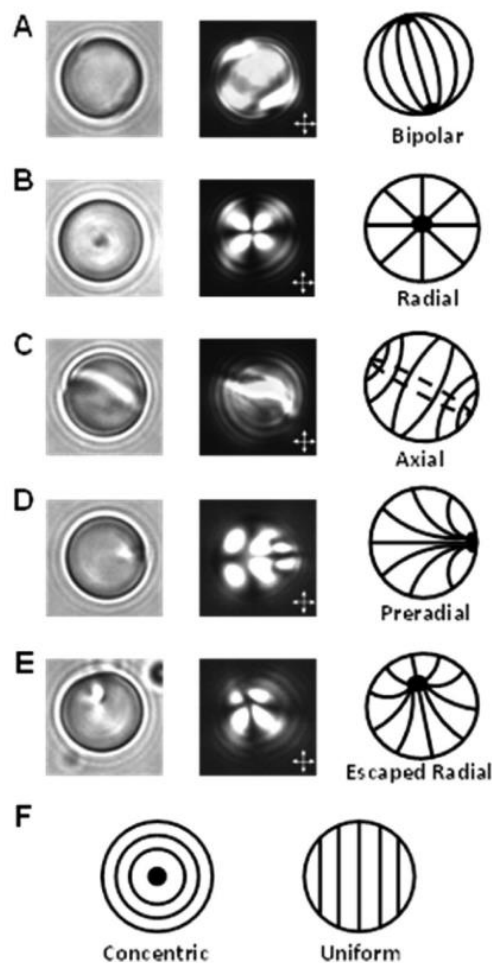 A
Bipolar
B
Radial
C
Axial
D
Preradial
E
Escaped Radial
F
Concentric Uniform